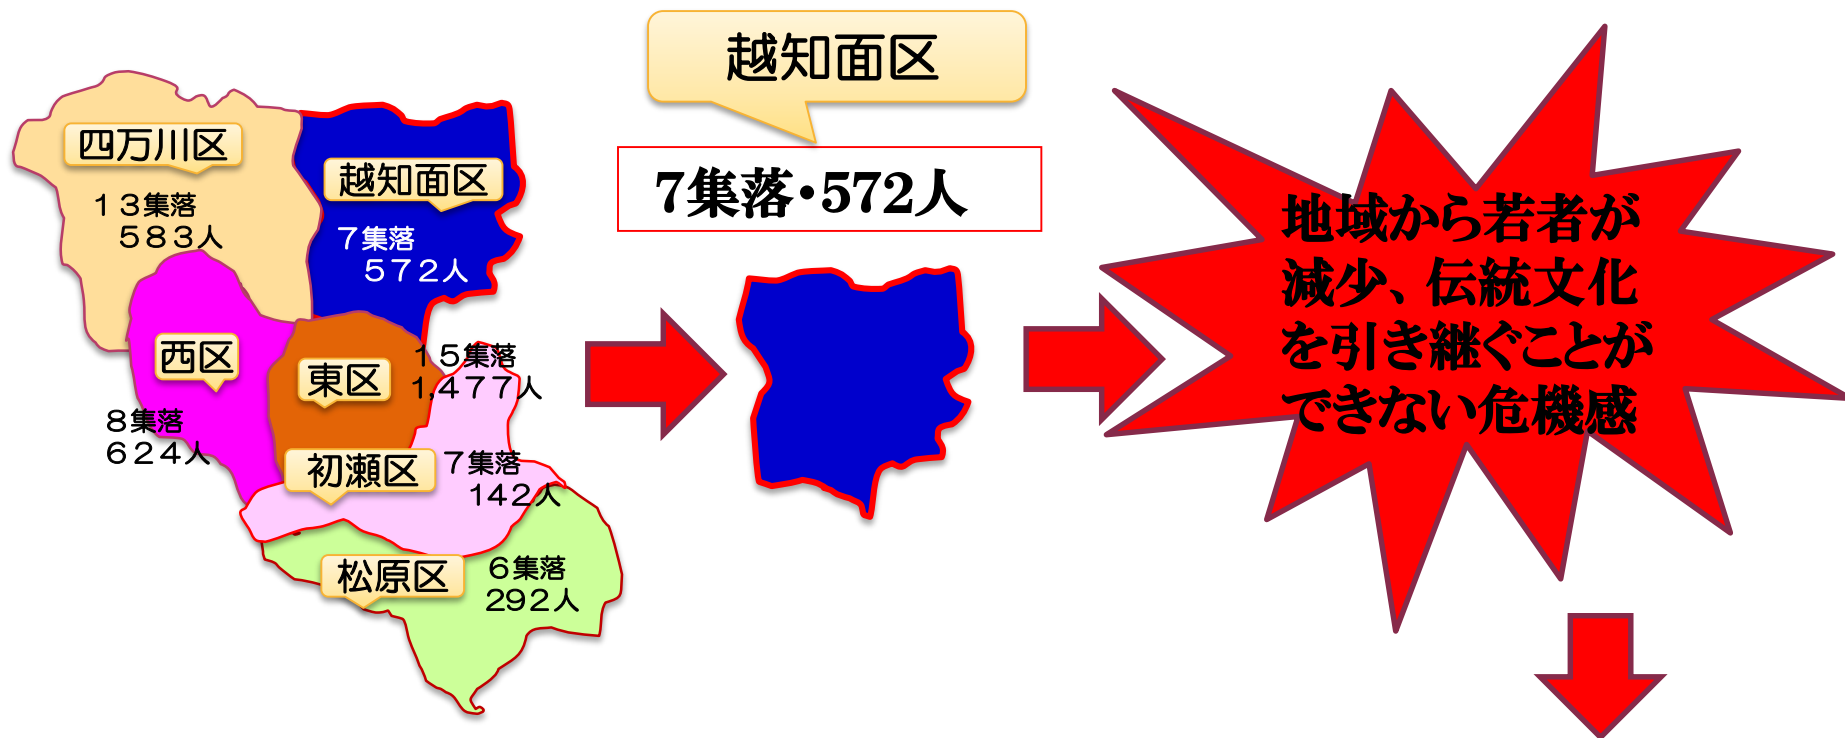 四万川区
１３集落
５８３人
越知面区
７集落
５７２人
西区
８集落
６２４人
東区
１５集落
１,４７７人
初瀬区
７集落
１４２人
松原区
６集落
２９２人
越知面区
7集落・572人
地域から若者が
減少、伝統文化
を引き継ぐことが
できない危機感